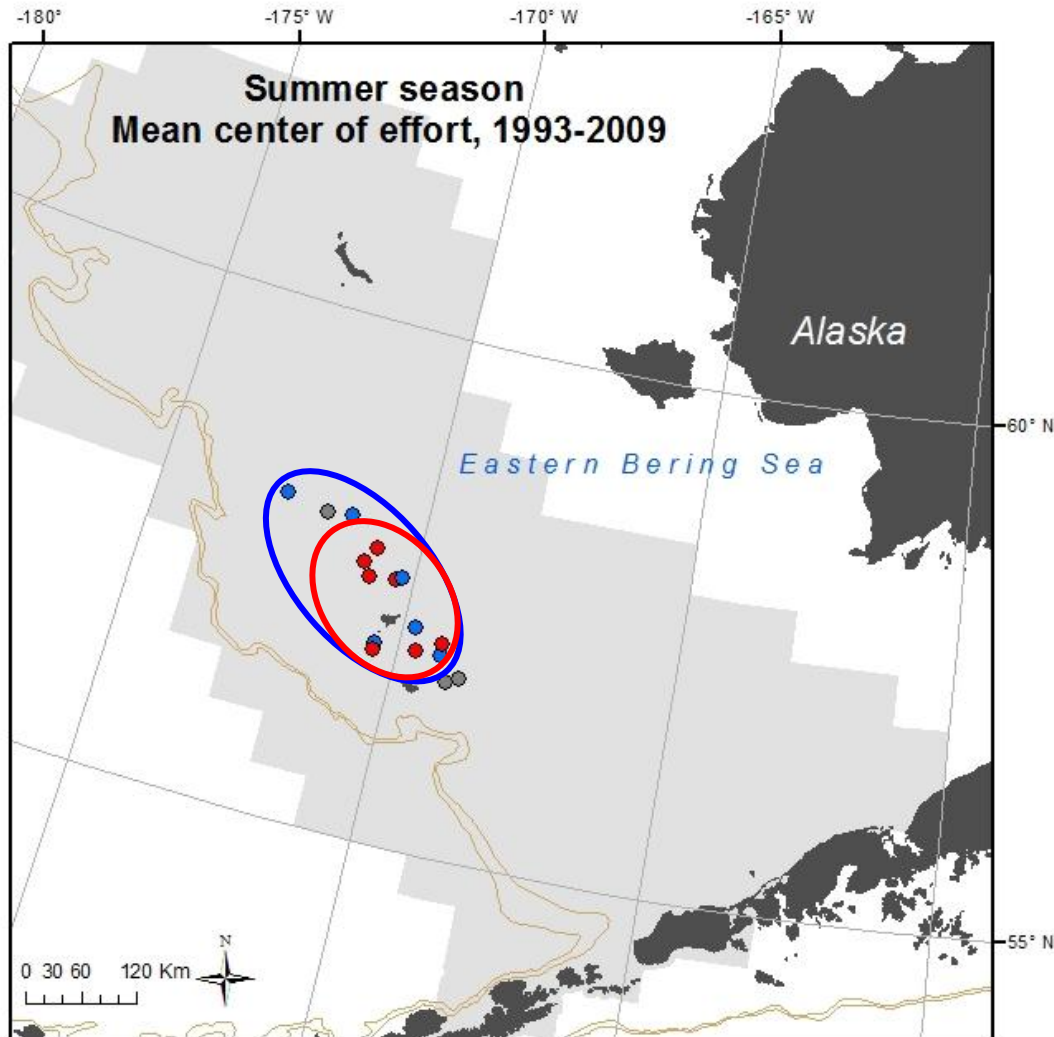 -180°
-175° W
-170° W
-165° W
Summer season
Mean center of effort, 1993-2009
Alaska
60° N
Eastern Bering Sea
55° N
N
0 30 60 120 Km